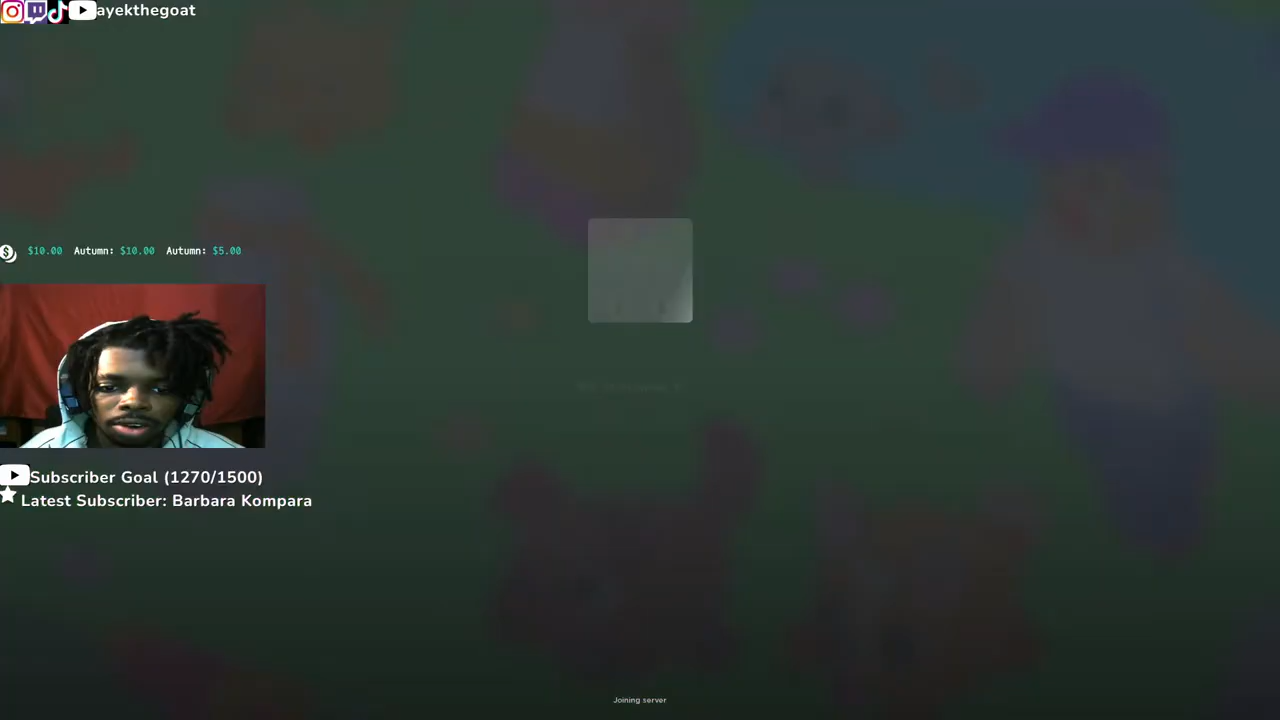 ayekthegoat
$10.00 Autumn: $10.00 Autumn: $5.00
Subscriber Goal (1270/1500)
Latest Subscriber: Barbara Kompara
Joining server